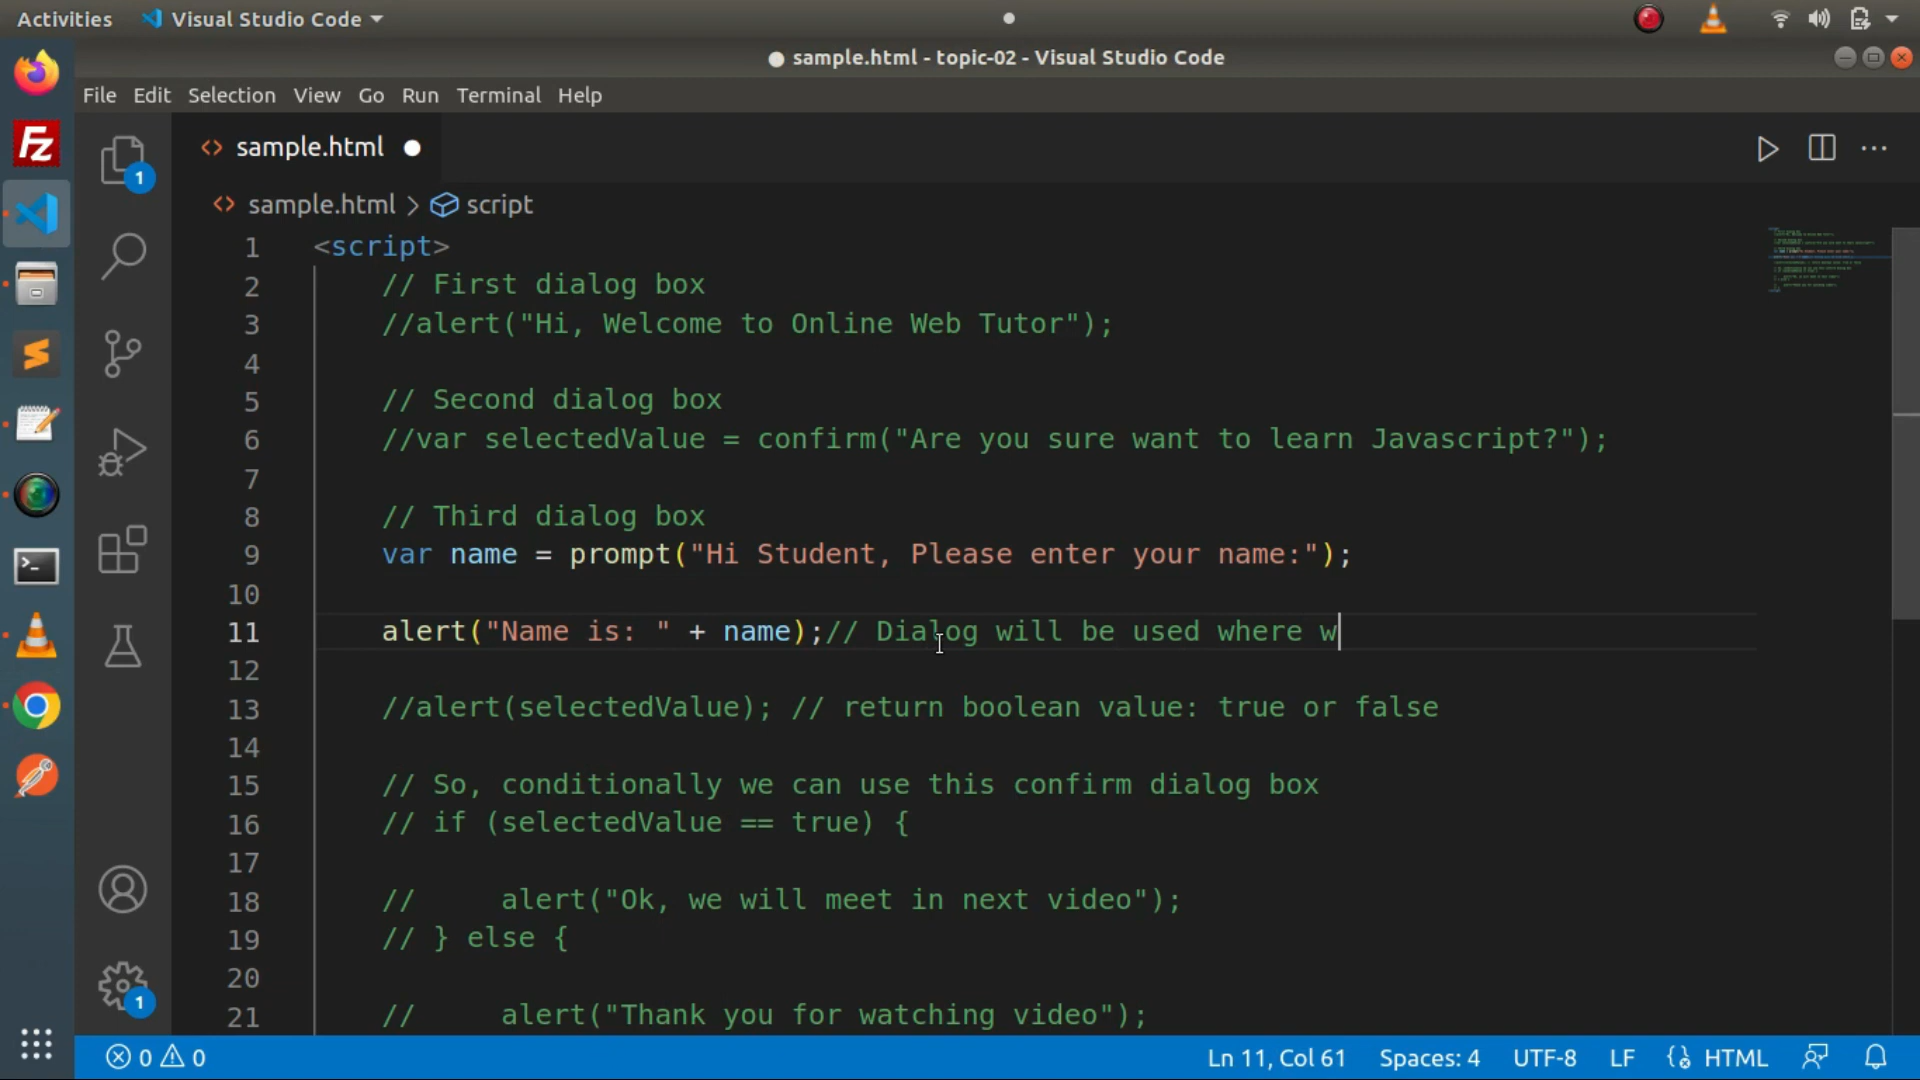 Activities Visual Studio Code
sample.html - topic-02 - Visual Studio Code
File Edit Selection View Go Run Terminal Help
sample.html
sample.html > script
1 <script>
2 // First dialog box
3 //alert("Hi, Welcome to Online Web Tutor");
4
5 // Second dialog box
6 //var selectedValue = confirm("Are you sure want to learn Javascript?");
7
8 // Third dialog box
9 var name = prompt("Hi Student, Please enter your name:");
10
11 alert("Name is: " + name);// Dialog will be used where w
12
13 //alert(selectedValue); // return boolean value: true or false
14
15 // So, conditionally we can use this confirm dialog box
16 // if (selectedValue == true) {
17
18 //     alert("Ok, we will meet in next video");
19 // } else {
20
21 //     alert("Thank you for watching video");
Fz
1
1
0 0 Ln 11, Col 61 Spaces: 4 UTF-8 LF HTML